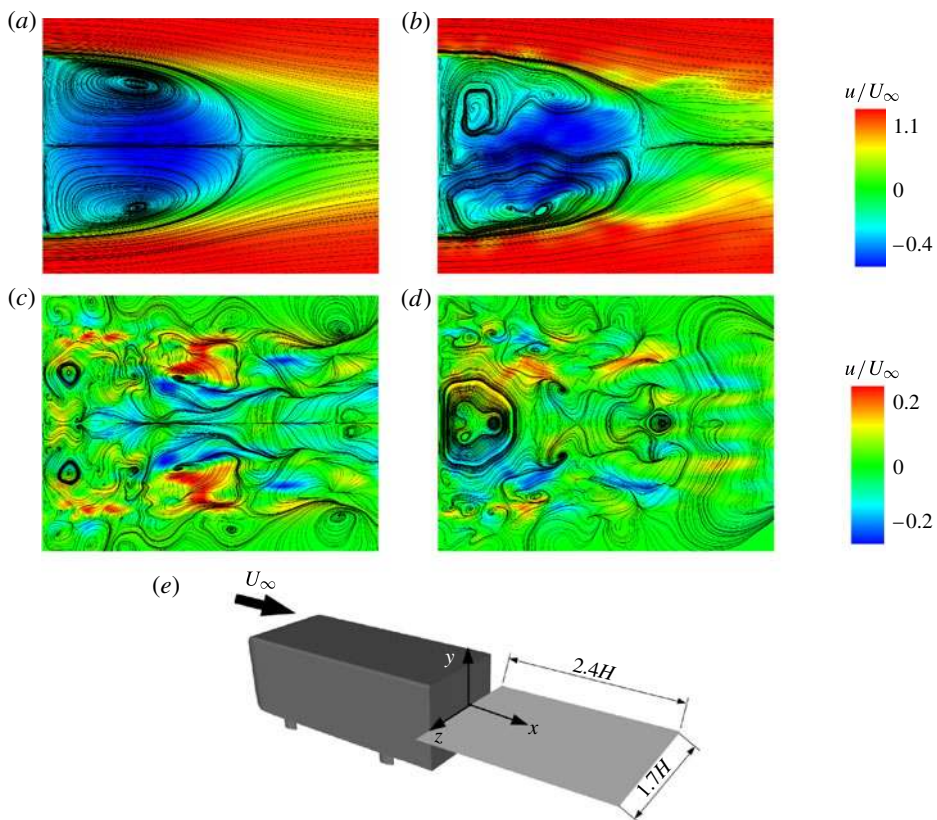 (a)
(b)
u/U∞
1.1
0
−0.4
(c)
(d)
u/U∞
0.2
0
−0.2
(e)
U∞
y
2.4H
x
z
1.7H